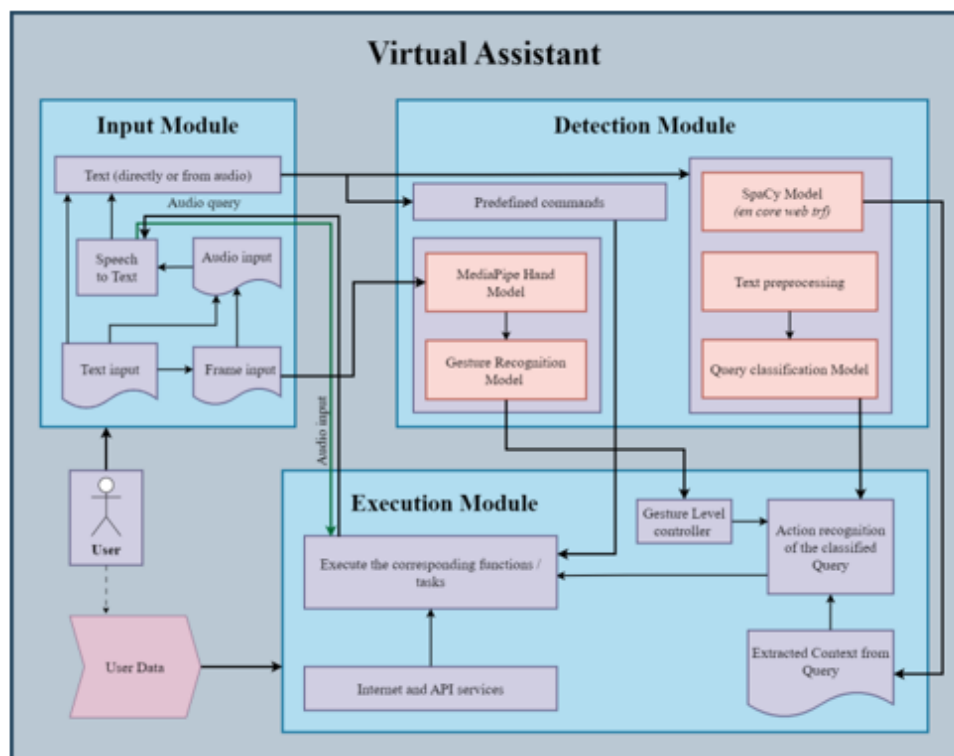 Virtual Assistant
Input Module
Text (directly or from audio)
Audio query
Speech
to Text
Audio input
Text input
Frame input
Detection Module
Predefined commands
MediaPipe Hand
Model
Gesture Recognition
Model
SpaCy Model
(en core web trf)
Text preprocessing
Query classification Model
Audio input
User
User Data
Execution Module
Execute the corresponding functions /
tasks
Internet and API services
Gesture Level
controller
Action recognition
of the classified
Query
Extracted Context from
Query